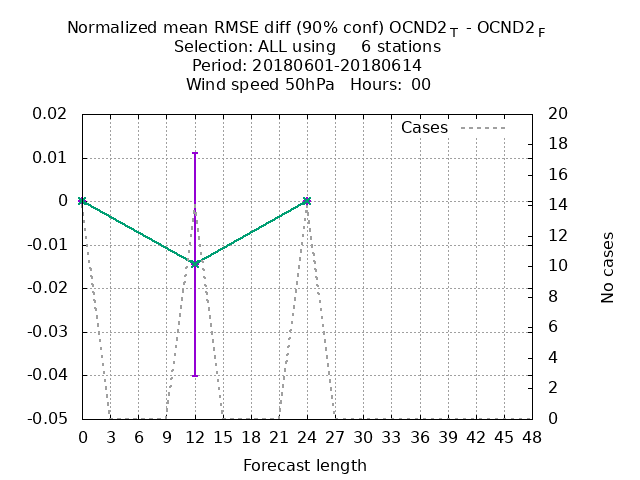 Normalized mean RMSE diff (90% conf) OCND2 T - OCND2 F
Selection: ALL using 6 stations
Period: 20180601-20180614
Wind speed 50hPa Hours: 00
Cases
0.02
0.01
0
-0.01
-0.02
-0.03
-0.04
-0.05
20
18
16
14
12
10
8
6
4
2
0
No cases
0 3 6 9 12 15 18 21 24 27 30 33 36 39 42 45 48
Forecast length